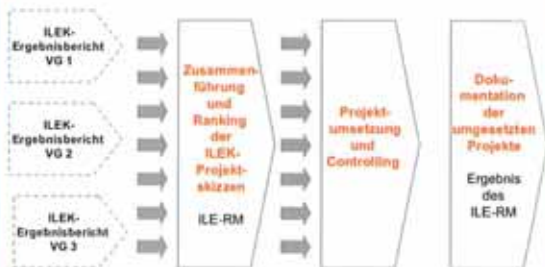 ILEK-
Ergebnisbericht
VG 1
ILEK-
Ergebnisbericht
VG 2
ILEK-
Ergebnisbericht
VG 3
Zusammen-
führung
und
Ranking
der
ILEK-
Projekt-
skizzen
ILE-RM
Projekt-
umsetzung
und
Controlling
Doku-
mentation
der
umgesetzten
Projekte
Ergebnis
des
ILE-RM